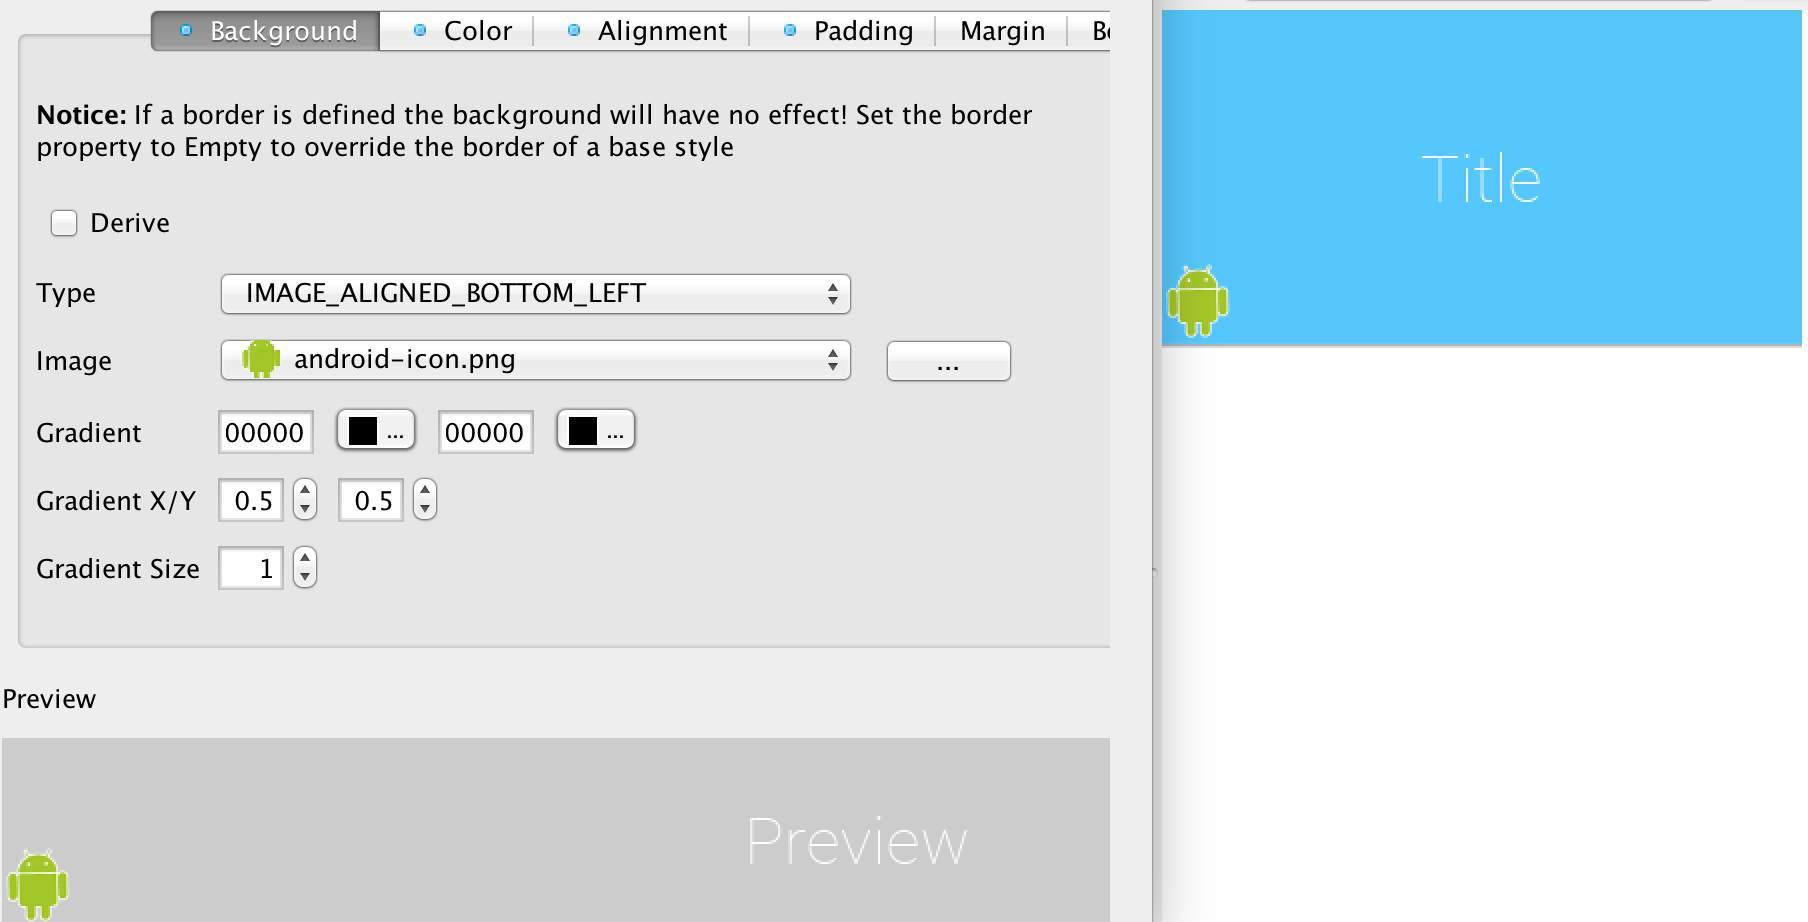 Background Color Alignment Padding Margin
Notice: If a border is defined the background will have no effect! Set the border
property to Empty to override the border of a base style
Derive
Type IMAGE_ALIGNED_BOTTOM_LEFT
Image android-icon.png ...
Gradient 00000 ... 00000 ...
Gradient X/Y 0.5 0.5
Gradient Size 1
Preview
Preview
Title